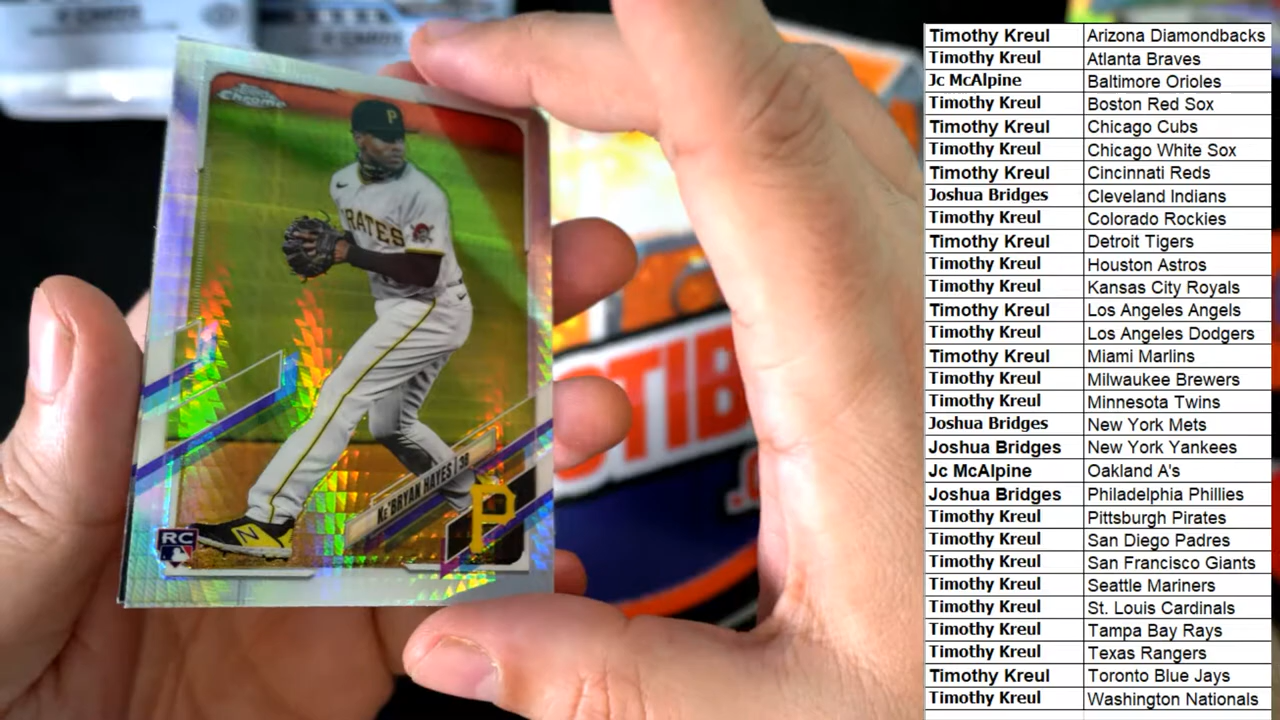 Topps
Chrome
P
PIRATES
N
Ke'BRYAN HAYES | 38
P
RC
TIB
Timothy Kreul Arizona Diamondbacks
Timothy Kreul Atlanta Braves
Jc McAlpine Baltimore Orioles
Timothy Kreul Boston Red Sox
Timothy Kreul Chicago Cubs
Timothy Kreul Chicago White Sox
Timothy Kreul Cincinnati Reds
Joshua Bridges Cleveland Indians
Timothy Kreul Colorado Rockies
Timothy Kreul Detroit Tigers
Timothy Kreul Houston Astros
Timothy Kreul Kansas City Royals
Timothy Kreul Los Angeles Angels
Timothy Kreul Los Angeles Dodgers
Timothy Kreul Miami Marlins
Timothy Kreul Milwaukee Brewers
Timothy Kreul Minnesota Twins
Joshua Bridges New York Mets
Joshua Bridges New York Yankees
Jc McAlpine Oakland A's
Joshua Bridges Philadelphia Phillies
Timothy Kreul Pittsburgh Pirates
Timothy Kreul San Diego Padres
Timothy Kreul San Francisco Giants
Timothy Kreul Seattle Mariners
Timothy Kreul St. Louis Cardinals
Timothy Kreul Tampa Bay Rays
Timothy Kreul Texas Rangers
Timothy Kreul Toronto Blue Jays
Timothy Kreul Washington Nationals